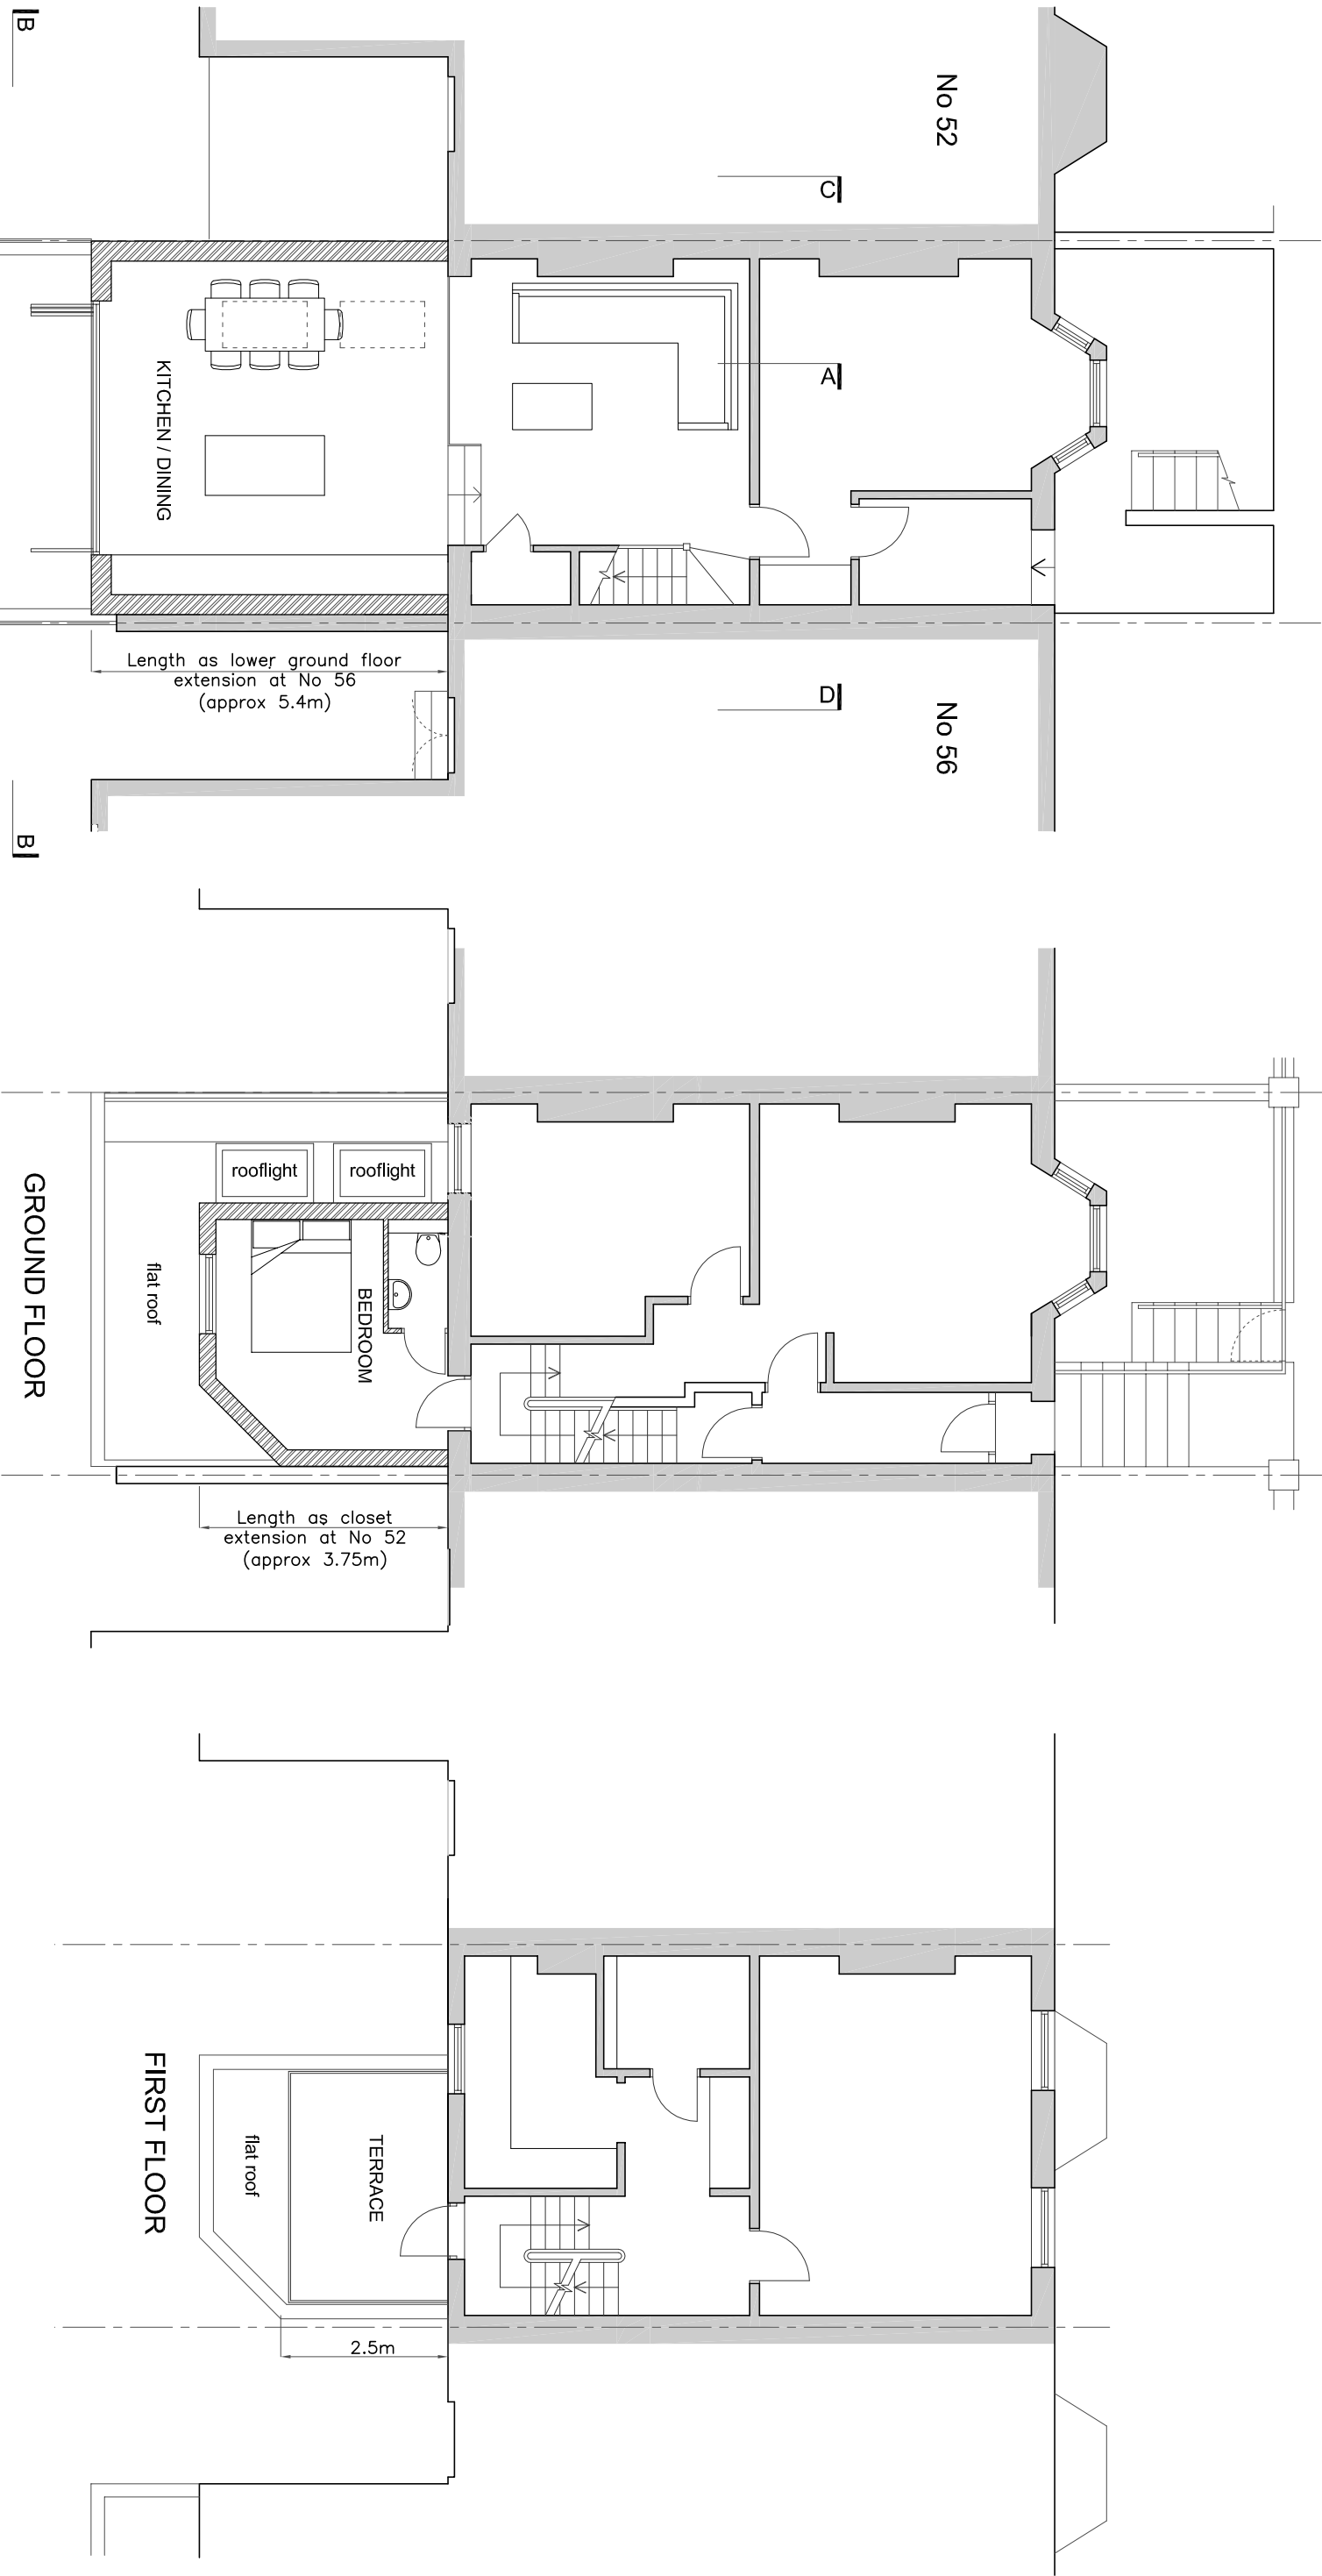 B
No 52
C
A
KITCHEN / DINING
Length as lower ground floor
extension at No 56
(approx 5.4m)
D
No 56
B
rooflight
rooflight
flat roof
BEDROOM
GROUND FLOOR
Length as closet
extension at No 52
(approx 3.75m)
FIRST FLOOR
flat roof
TERRACE
2.5m